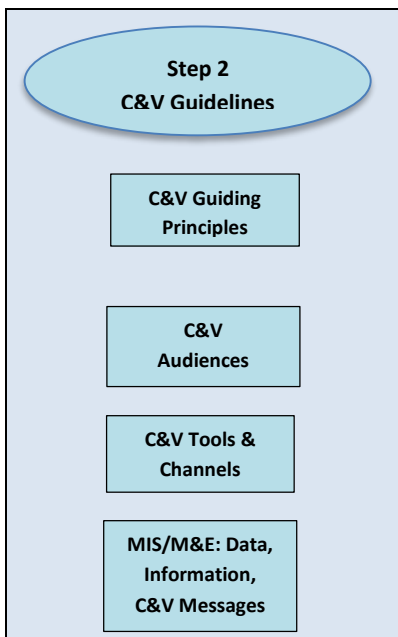 Step 2
C&V Guidelines
C&V Guiding
Principles
C&V
Audiences
C&V Tools &
Channels
MIS/M&E: Data,
Information,
C&V Messages